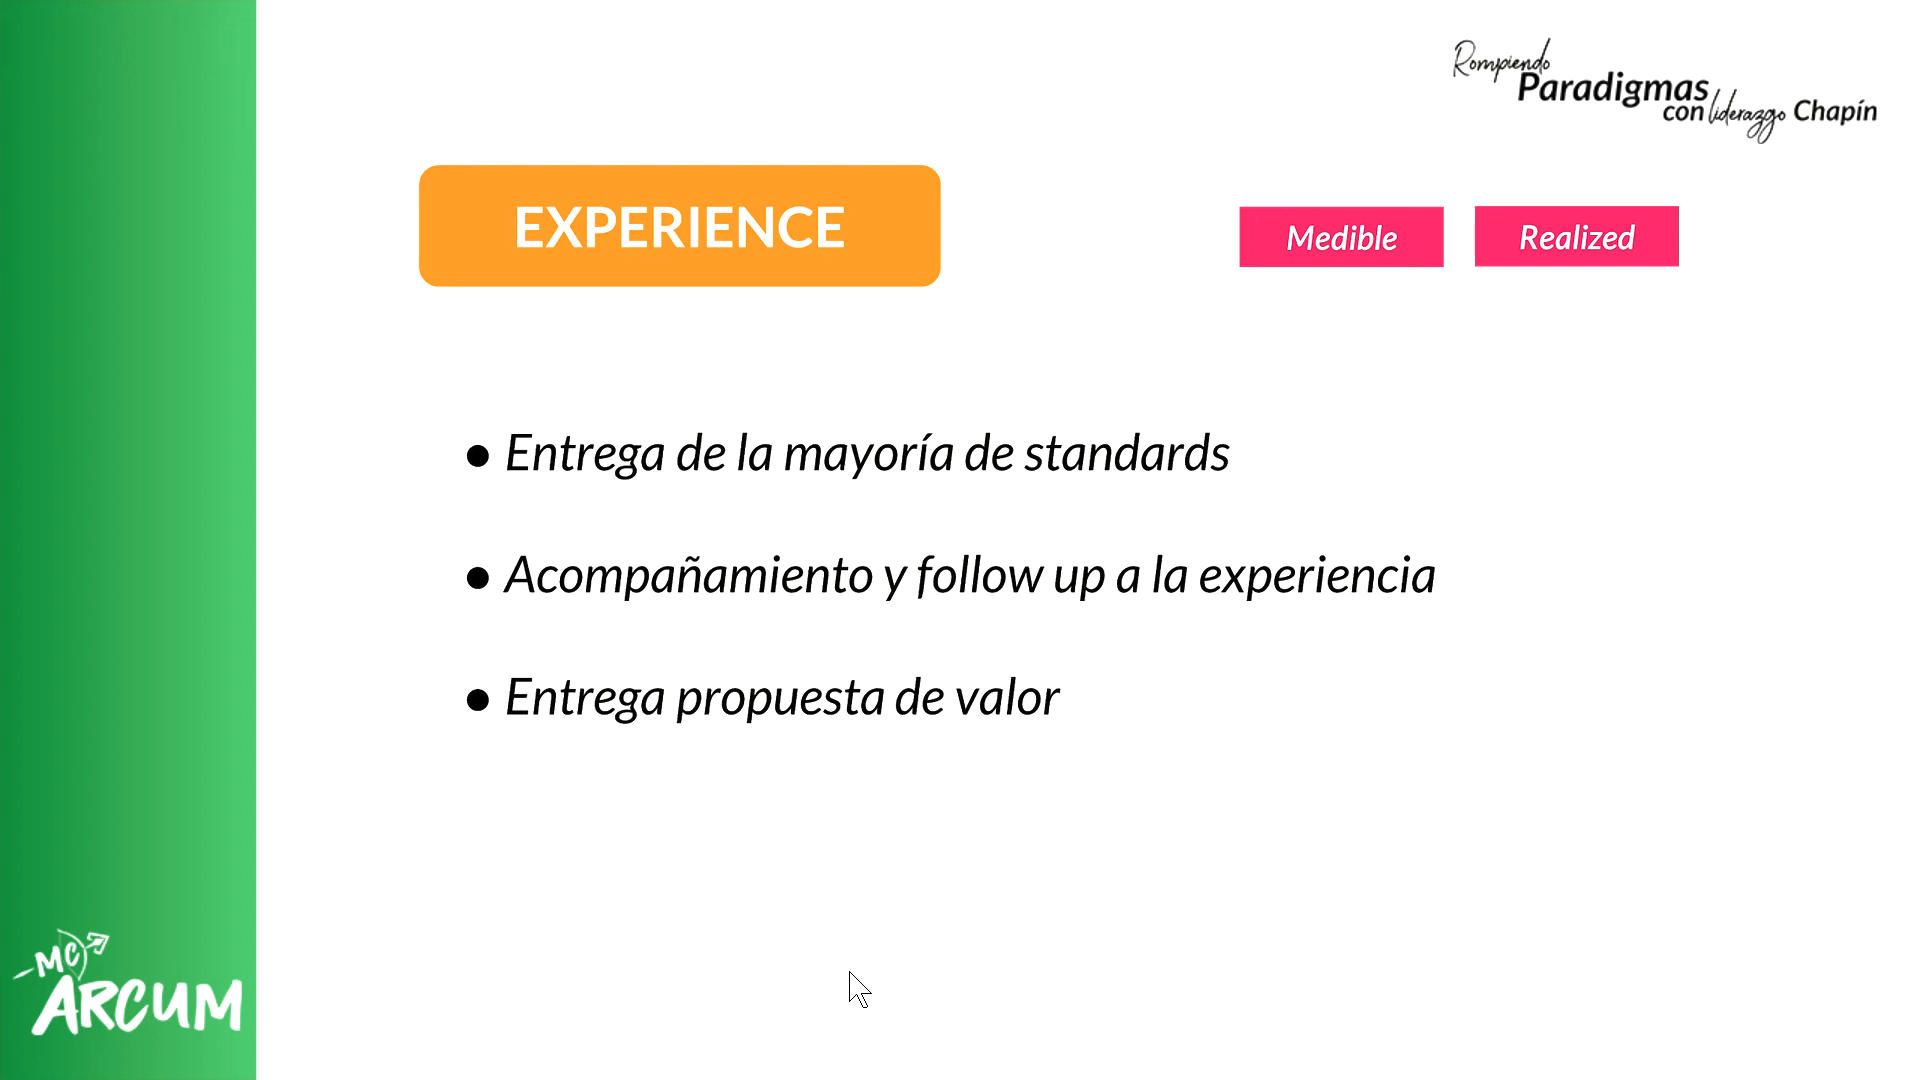 Rompiendo
Paradigmas
con liderazgo Chapín
EXPERIENCE
Medible
Realized
● Entrega de la mayoría de standards
● Acompañamiento y follow up a la experiencia
● Entrega propuesta de valor
MC
ARCUM